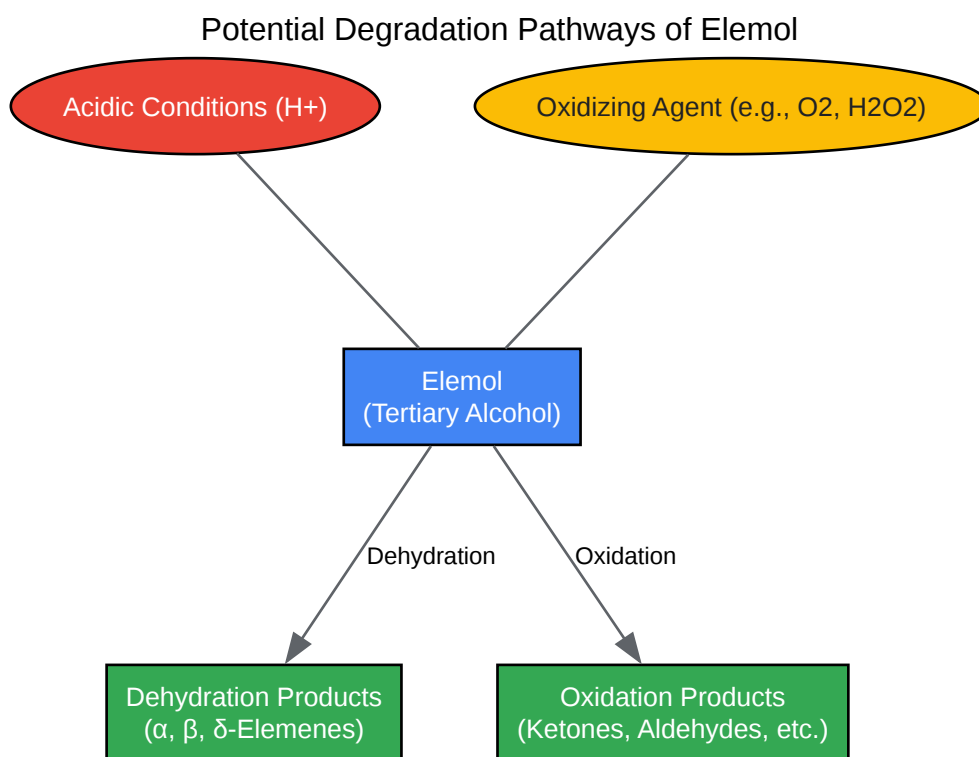 Potential Degradation Pathways of Elemol
Acidic Conditions (H+)
Oxidizing Agent (e.g., O2, H2O2)
Elemol
(Tertiary Alcohol)
Dehydration
Oxidation
Dehydration Products
(α, β, δ-Elemenes)
Oxidation Products
(Ketones, Aldehydes, etc.)